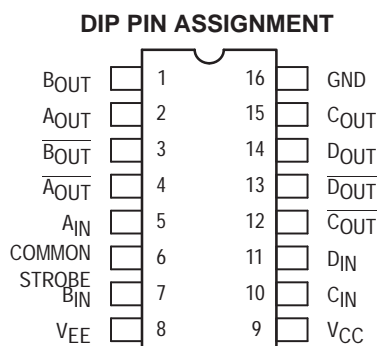 DIP PIN ASSIGNMENT
BOUT 1 16 GND
AOUT 2 15 COUT
BOUT 3 14 DOUT
AOUT 4 13 DOUT
AIN 5 12 COUT
COMMON STROBE 6 11 DIN
BIN 7 10 CIN
VEE 8 9 VCC